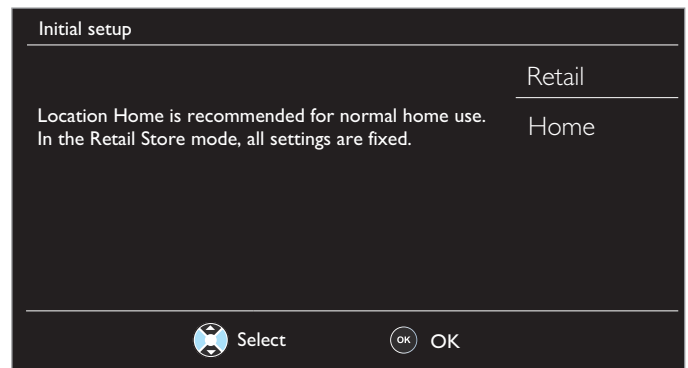 Initial setup
Retail
Location Home is recommended for normal home use.
In the Retail Store mode, all settings are fixed.
Home
Select
OK OK